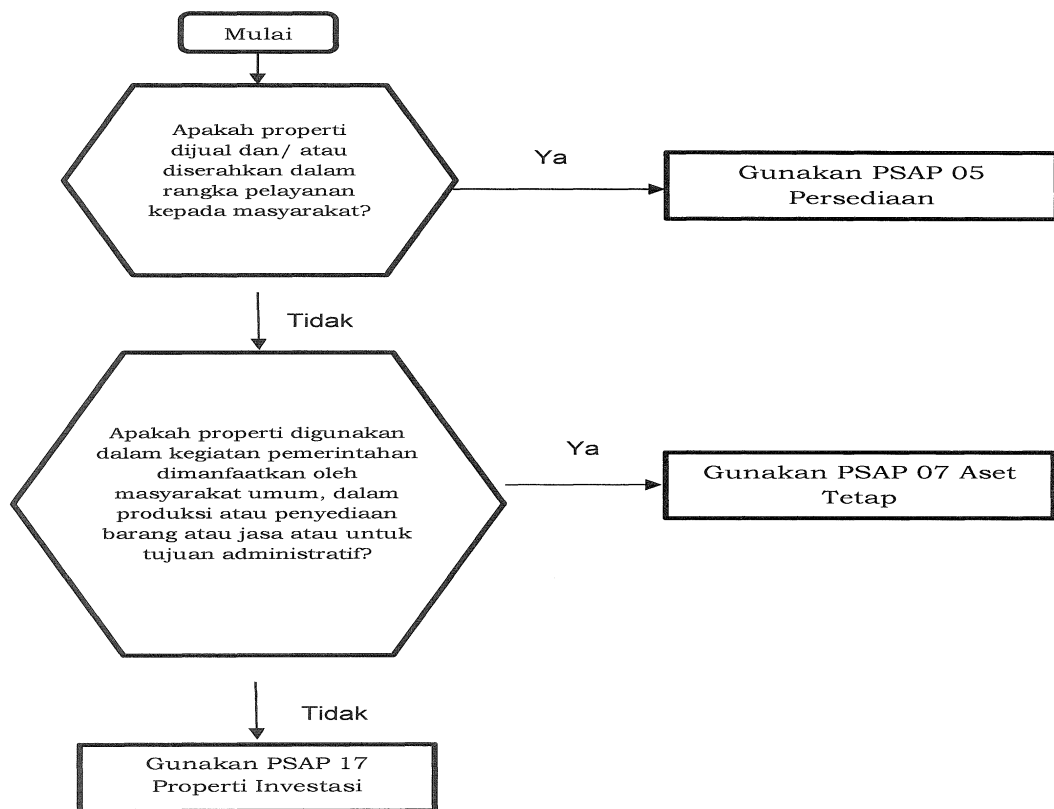 Mulai
Apakah properti
dijual dan/ atau
diserahkan dalam
rangka pelayanan
kepada masyarakat?
Ya
Gunakan PSAP 05
Persediaan
Tidak
Apakah properti digunakan
dalam kegiatan pemerintahan
dimanfaatkan oleh
masyarakat umum, dalam
produksi atau penyediaan
barang atau jasa atau untuk
tujuan administratif?
Ya
Gunakan PSAP 07 Aset
Tetap
Tidak
Gunakan PSAP 17
Properti Investasi